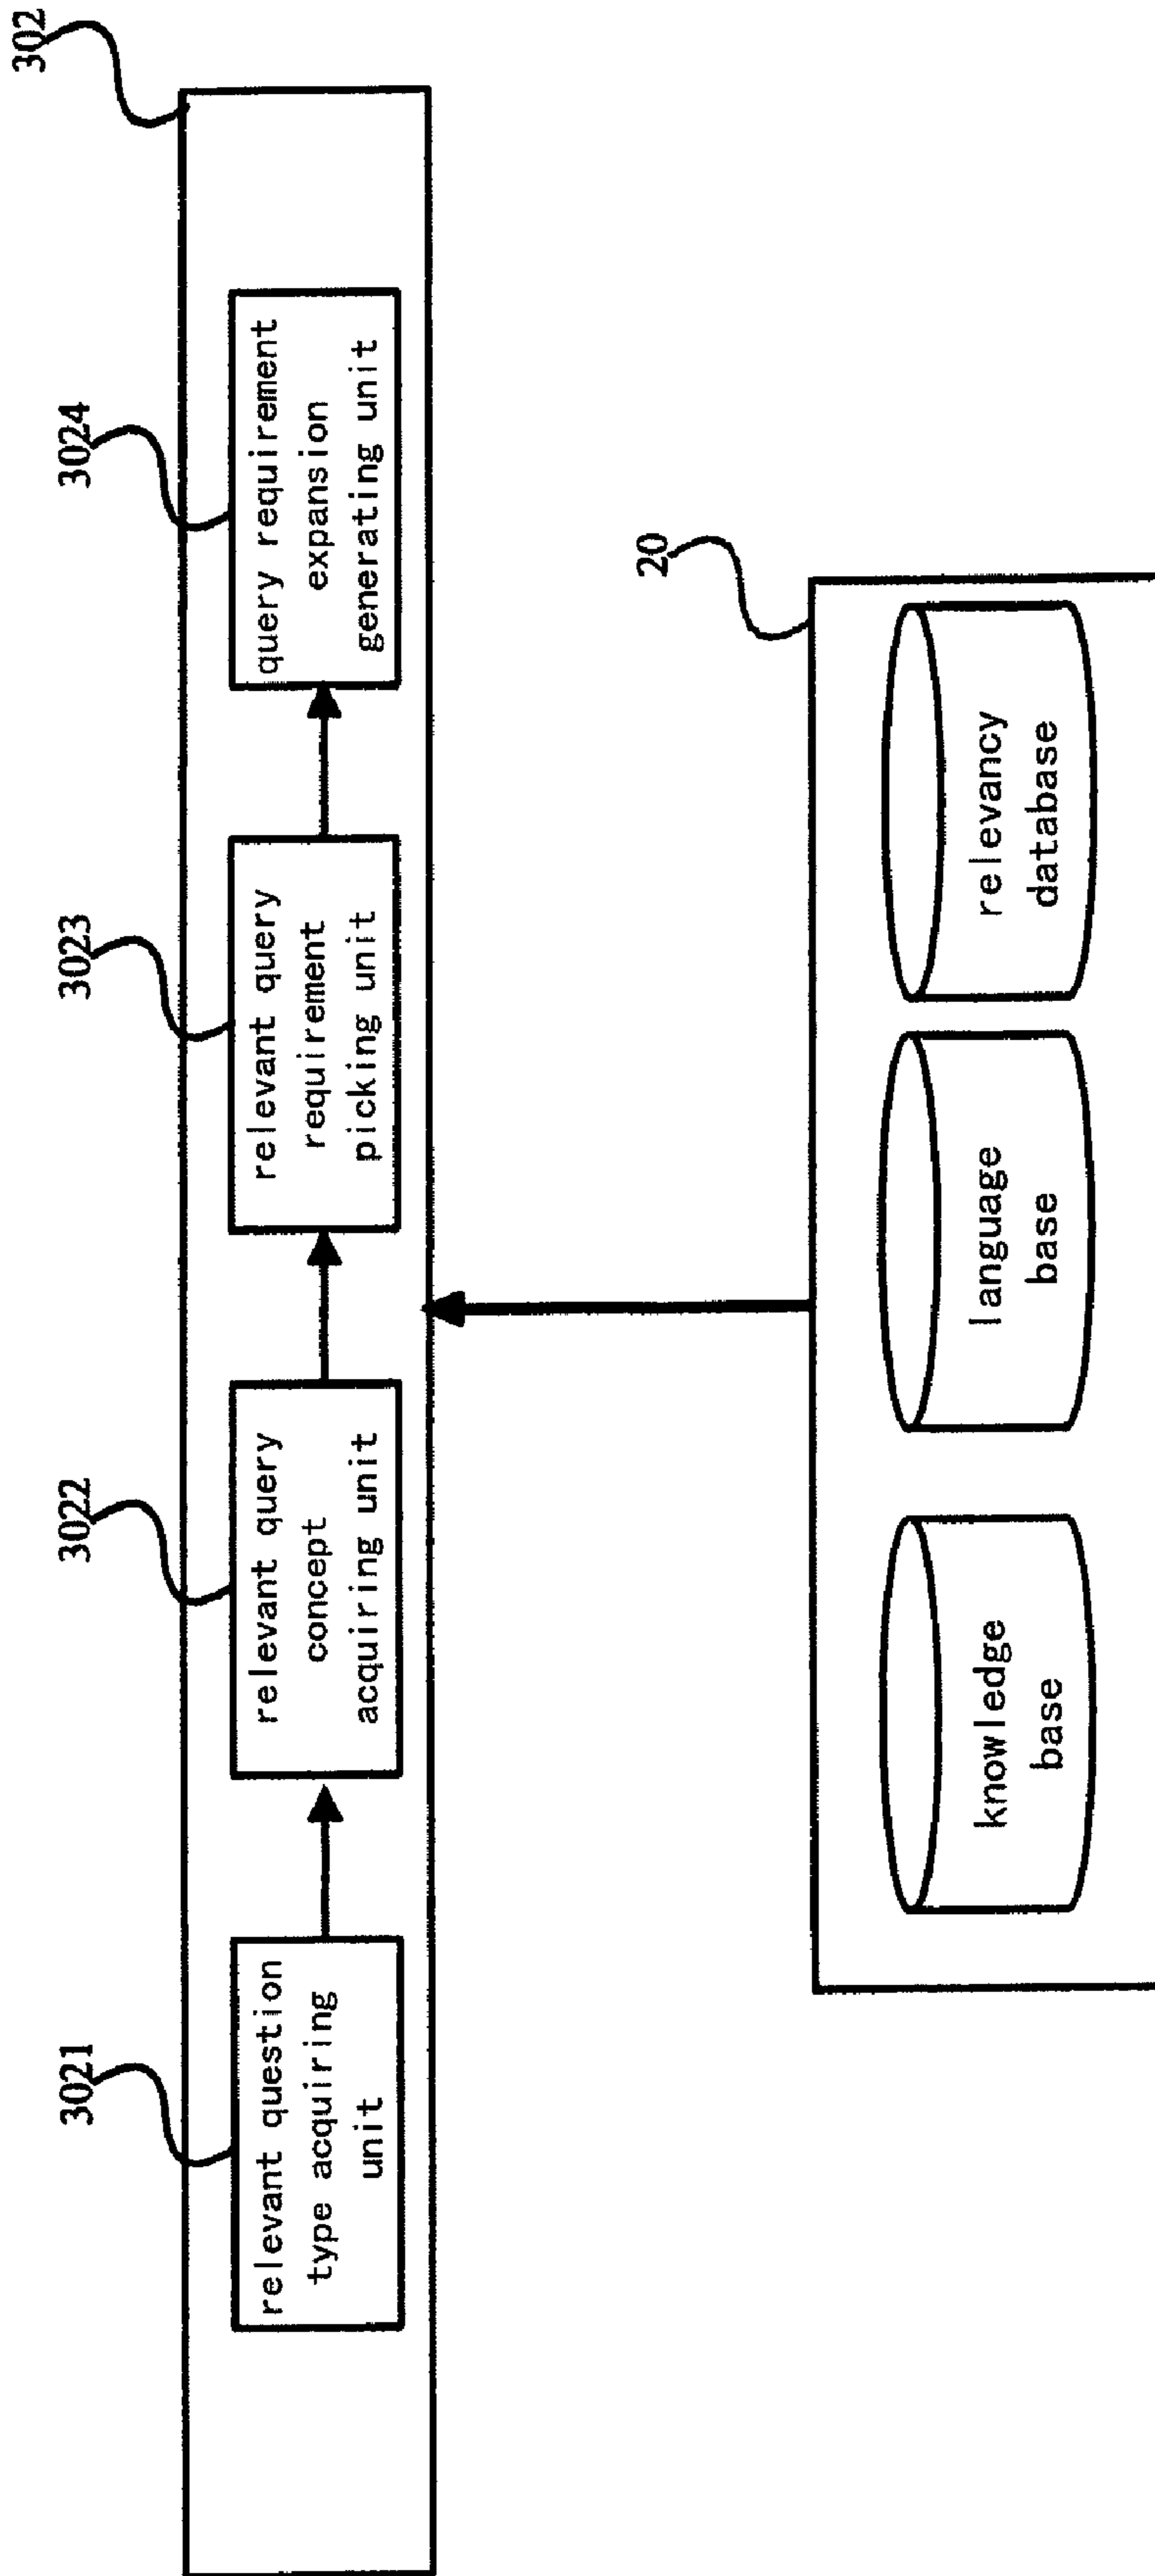 302
3021
3022
3023
3024
relevant question
type acquiring
unit
relevant query
concept
acquiring unit
relevant query
requirement
picking unit
query requirement
expansion
generating unit
20
knowledge
base
language
base
relevancy
database